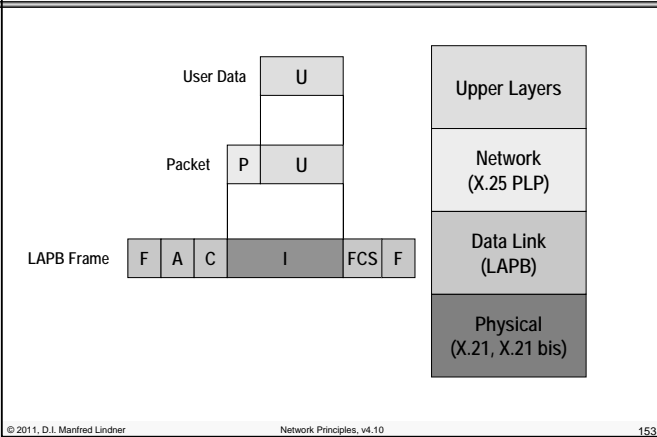 User Data U
Packet P U
LAPB Frame F A C I FCS F
Upper Layers
Network
(X.25 PLP)
Data Link
(LAPB)
Physical
(X.21, X.21 bis)
© 2011, D.I. Manfred Lindner Network Principles, v4.10 153